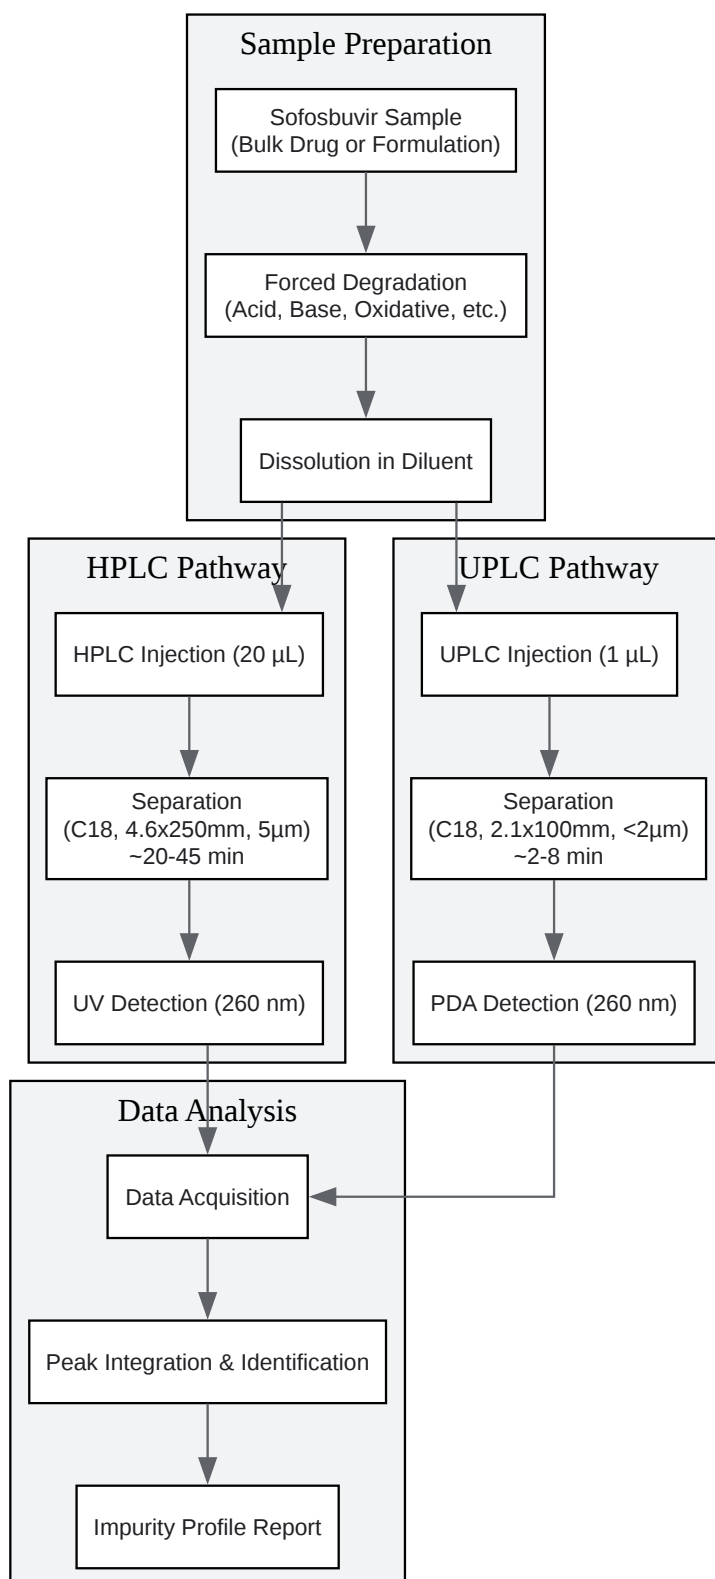 Sample Preparation
Sofosbuvir Sample
(Bulk Drug or Formulation)
Forced Degradation
(Acid, Base, Oxidative, etc.)
Dissolution in Diluent
HPLC Pathway
HPLC Injection (20 µL)
Separation
(C18, 4.6x250mm, 5µm)
~20-45 min
UV Detection (260 nm)
UPLC Pathway
UPLC Injection (1 µL)
Separation
(C18, 2.1x100mm, <2µm)
~2-8 min
PDA Detection (260 nm)
Data Analysis
Data Acquisition
Peak Integration & Identification
Impurity Profile Report